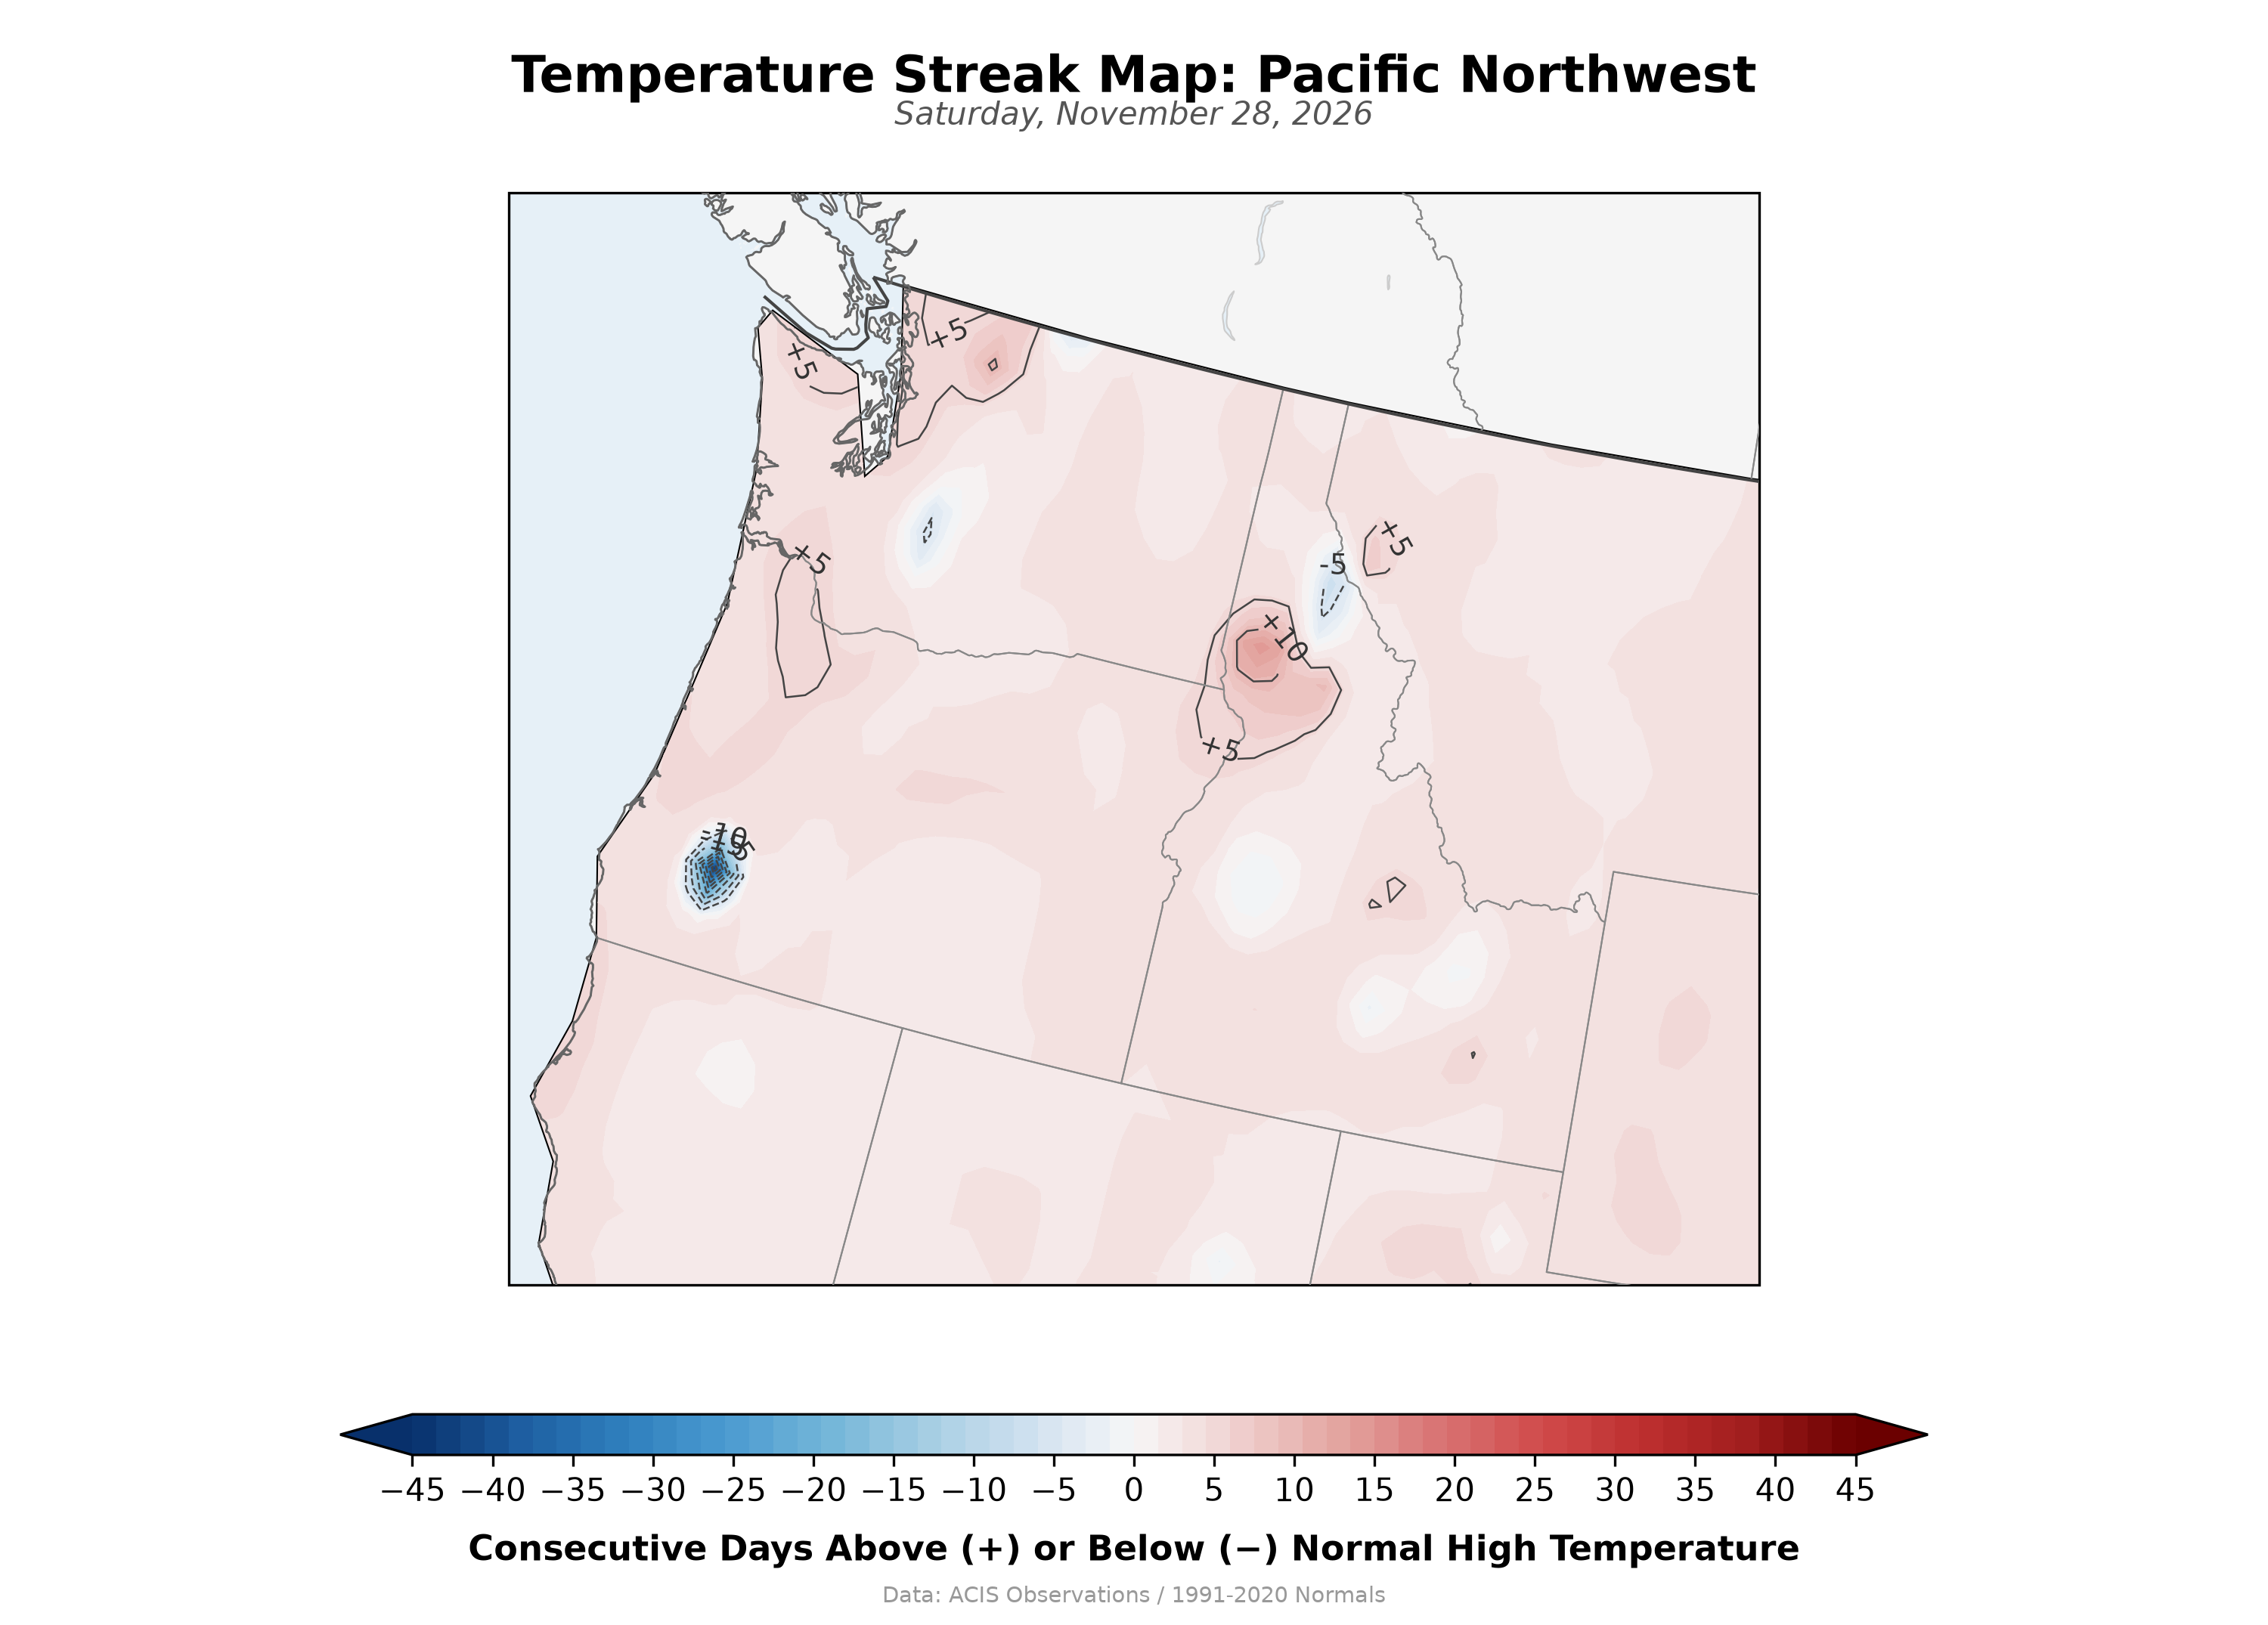 Temperature Streak Map: Pacific Northwest
Saturday, November 28, 2026
+5
+5
+5
+5
-5
+10
+5
-10
−45 −40 −35 −30 −25 −20 −15 −10 −5 0 5 10 15 20 25 30 35 40 45
Consecutive Days Above (+) or Below (−) Normal High Temperature
Data: ACIS Observations / 1991-2020 Normals